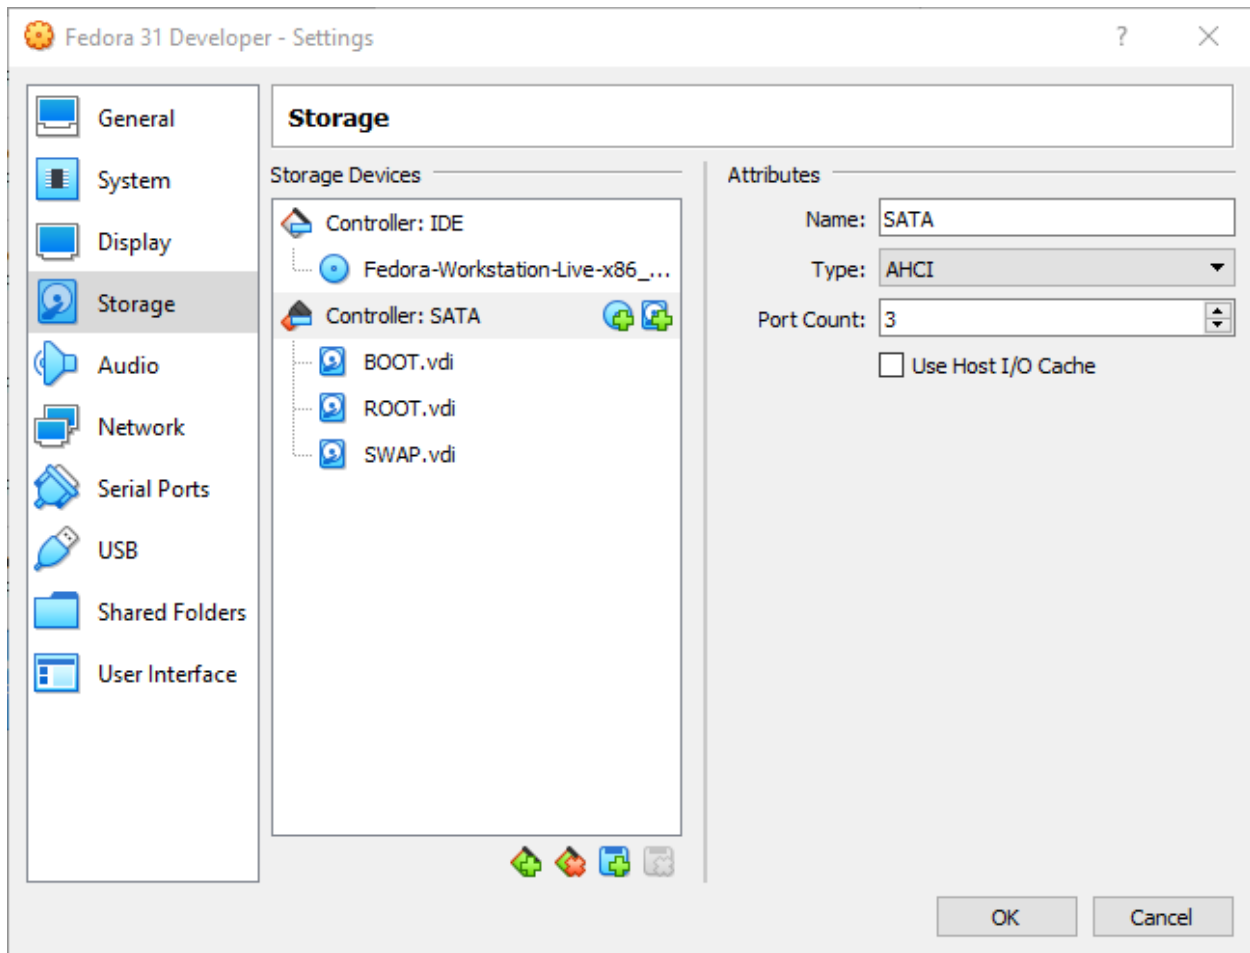 Fedora 31 Developer - Settings
?
General
System
Display
Storage
Audio
Network
Serial Ports
USB
Shared Folders
User Interface
Storage
Storage Devices
Controller: IDE
Fedora-Workstation-Live-x86_...
Controller: SATA
BOOT.vdi
ROOT.vdi
SWAP.vdi
Attributes
Name: SATA
Type: AHCI
Port Count: 3
Use Host I/O Cache
OK
Cancel